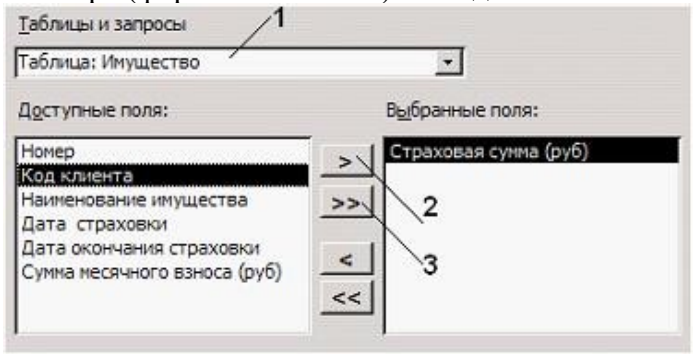 Таблицы и запросы
1
Таблица: Имущество
Доступные поля:
Выбранные поля:
Номер
Код клиента
Наименование имущества
Дата страховки
Дата окончания страховки
Сумма месячного взноса (руб)
>
>>
<
<<
Страховая сумма (руб)
2
3